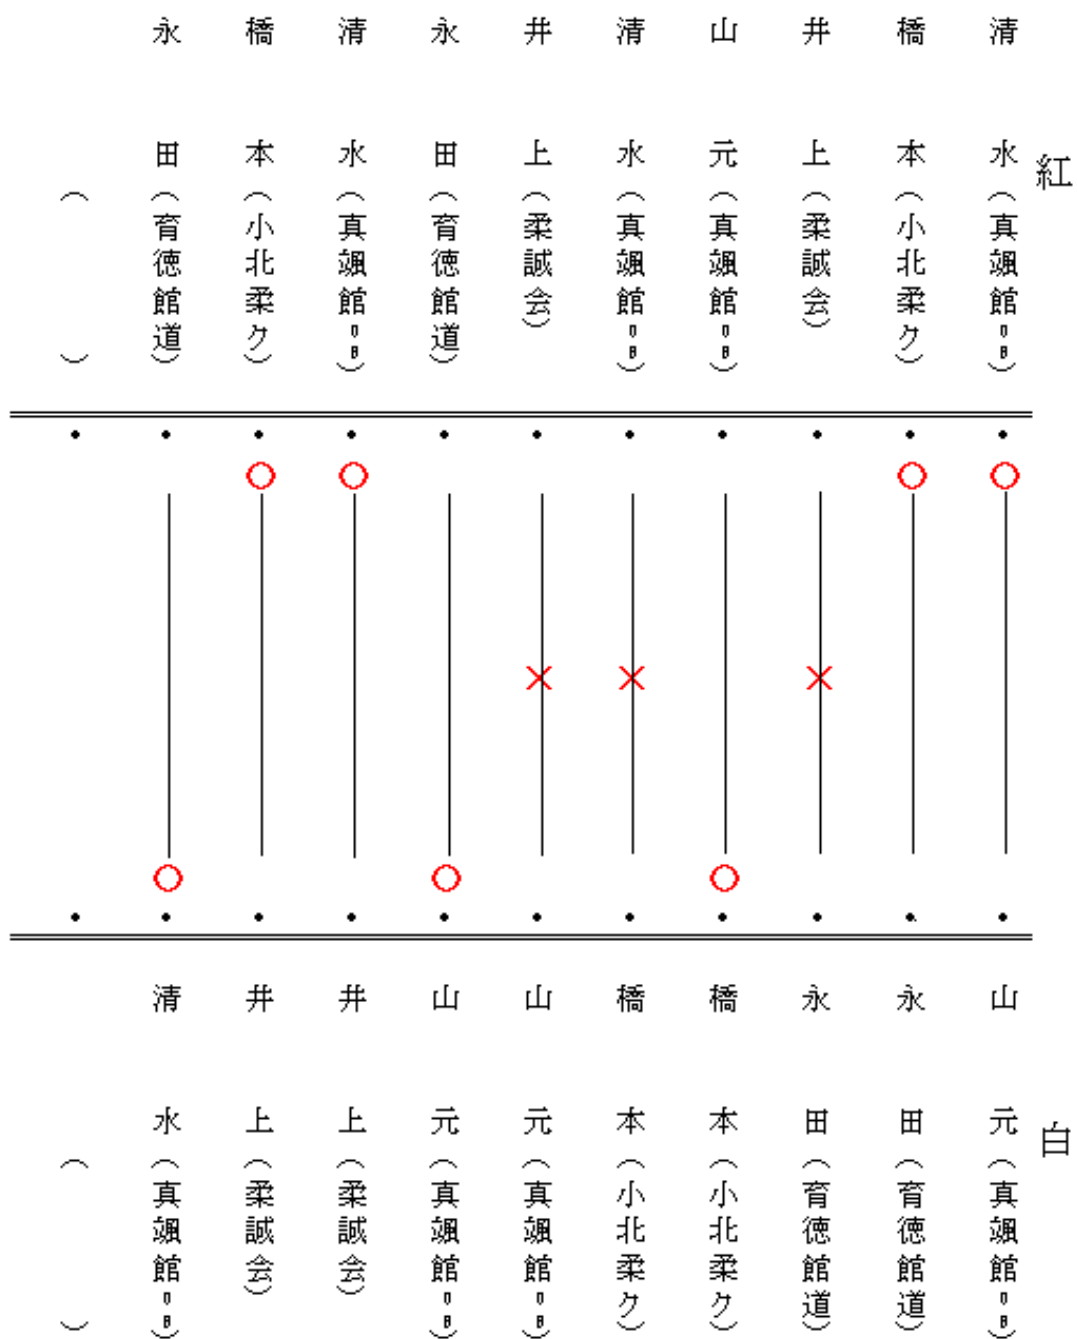 紅
清水(真颯館OB)
橋本(小北柔ク)
井上(柔誠会)
山元(真颯館OB)
清水(真颯館OB)
井上(柔誠会)
永田(育徳館道)
清水(真颯館OB)
橋本(小北柔ク)
永田(育徳館道)
( )
白
山元(真颯館OB)
永田(育徳館道)
永田(育徳館道)
橋本(小北柔ク)
橋本(小北柔ク)
山元(真颯館OB)
山元(真颯館OB)
井上(柔誠会)
井上(柔誠会)
清水(真颯館OB)
( )